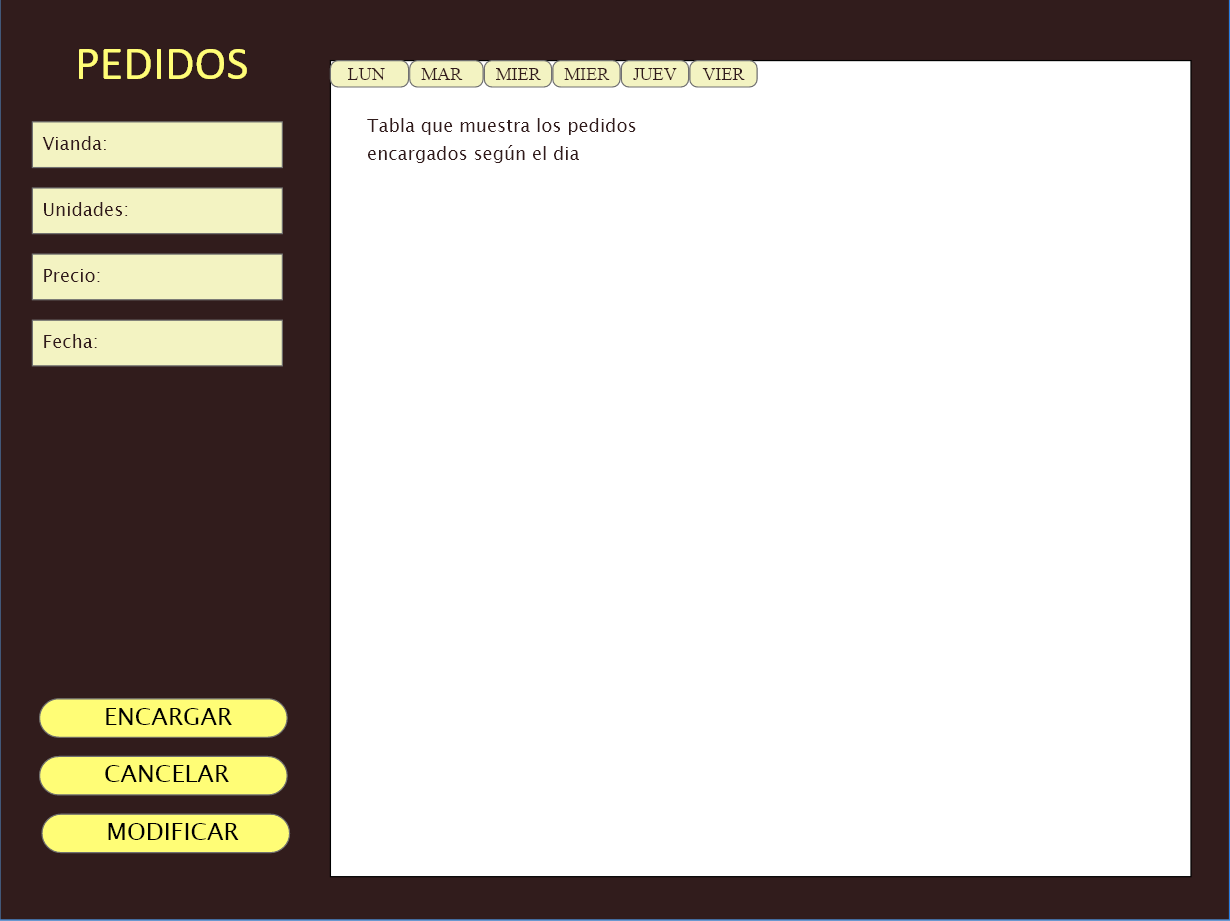 PEDIDOS
Vianda:
Unidades:
Precio:
Fecha:
ENCARGAR
CANCELAR
MODIFICAR
LUN MAR MIER MIER JUEV VIER
Tabla que muestra los pedidos
encargados según el dia